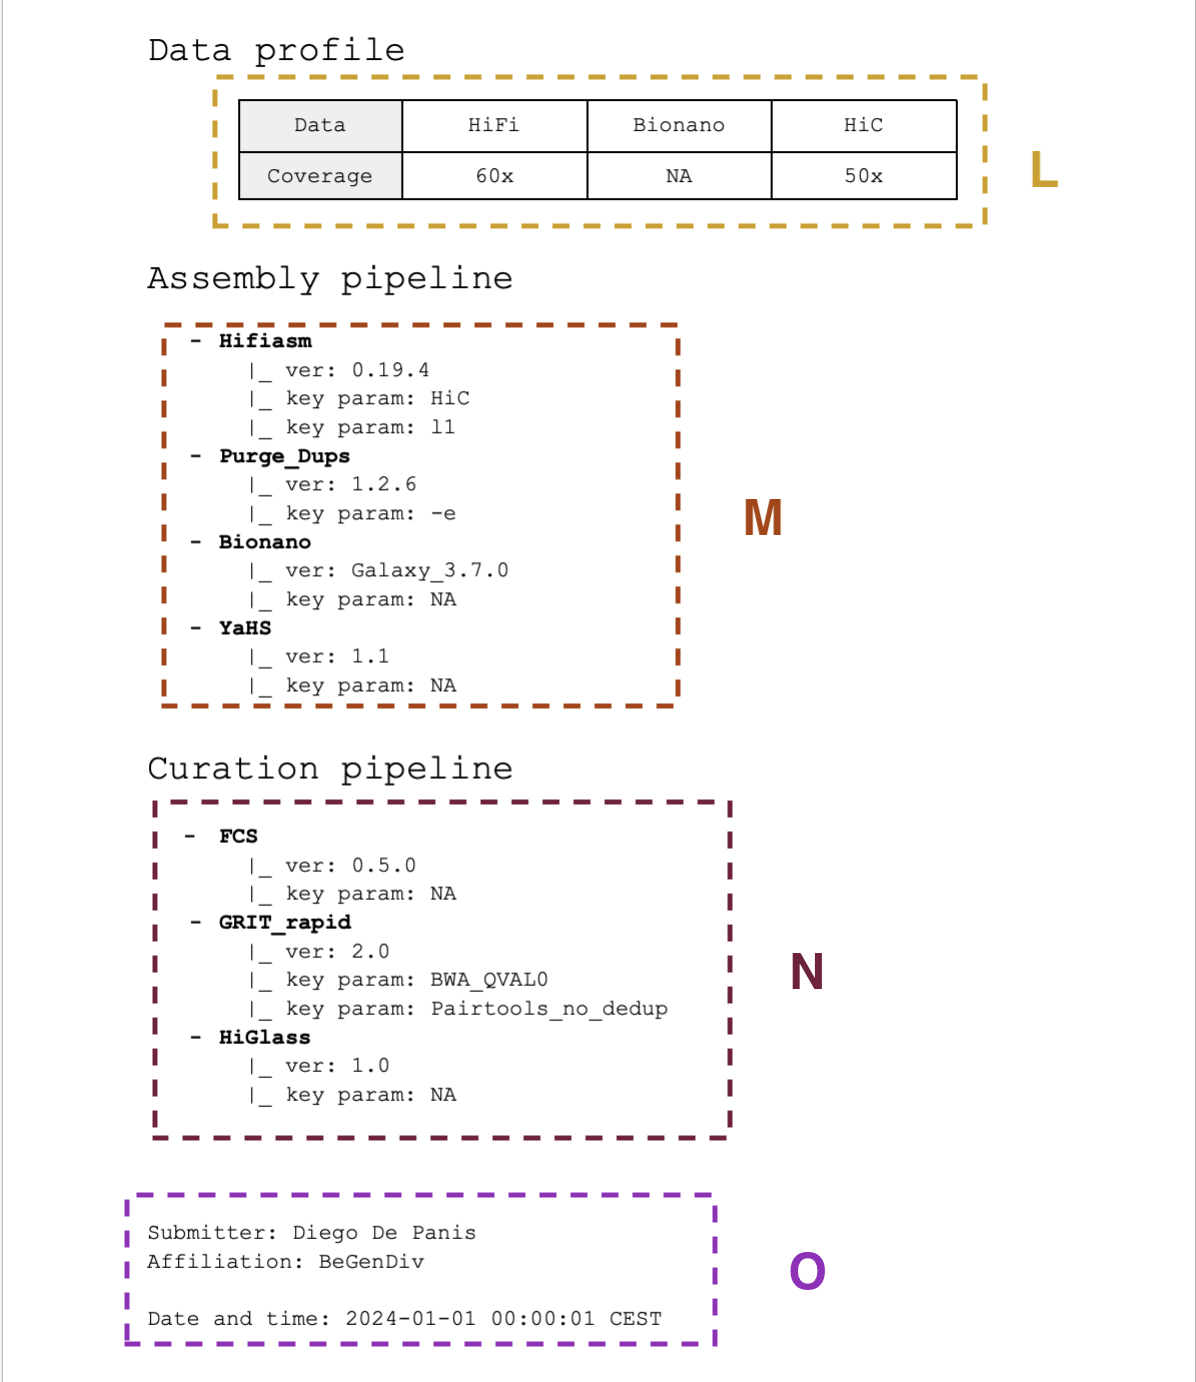 Data profile
Data HiFi Bionano HiC
Coverage 60x NA 50x
L
Assembly pipeline
- Hifiasm
|_ ver: 0.19.4
|_ key param: HiC
|_ key param: l1
- Purge_Dups
|_ ver: 1.2.6
|_ key param: -e
M
- Bionano
|_ ver: Galaxy_3.7.0
|_ key param: NA
- YaHS
|_ ver: 1.1
|_ key param: NA
Curation pipeline
- FCS
|_ ver: 0.5.0
|_ key param: NA
- GRIT_rapid
|_ ver: 2.0
N
|_ key param: BWA_QVAL0
|_ key param: Pairtools_no_dedup
- HiGlass
|_ ver: 1.0
|_ key param: NA
Submitter: Diego De Panis
Affiliation: BeGenDiv
O
Date and time: 2024-01-01 00:00:01 CEST